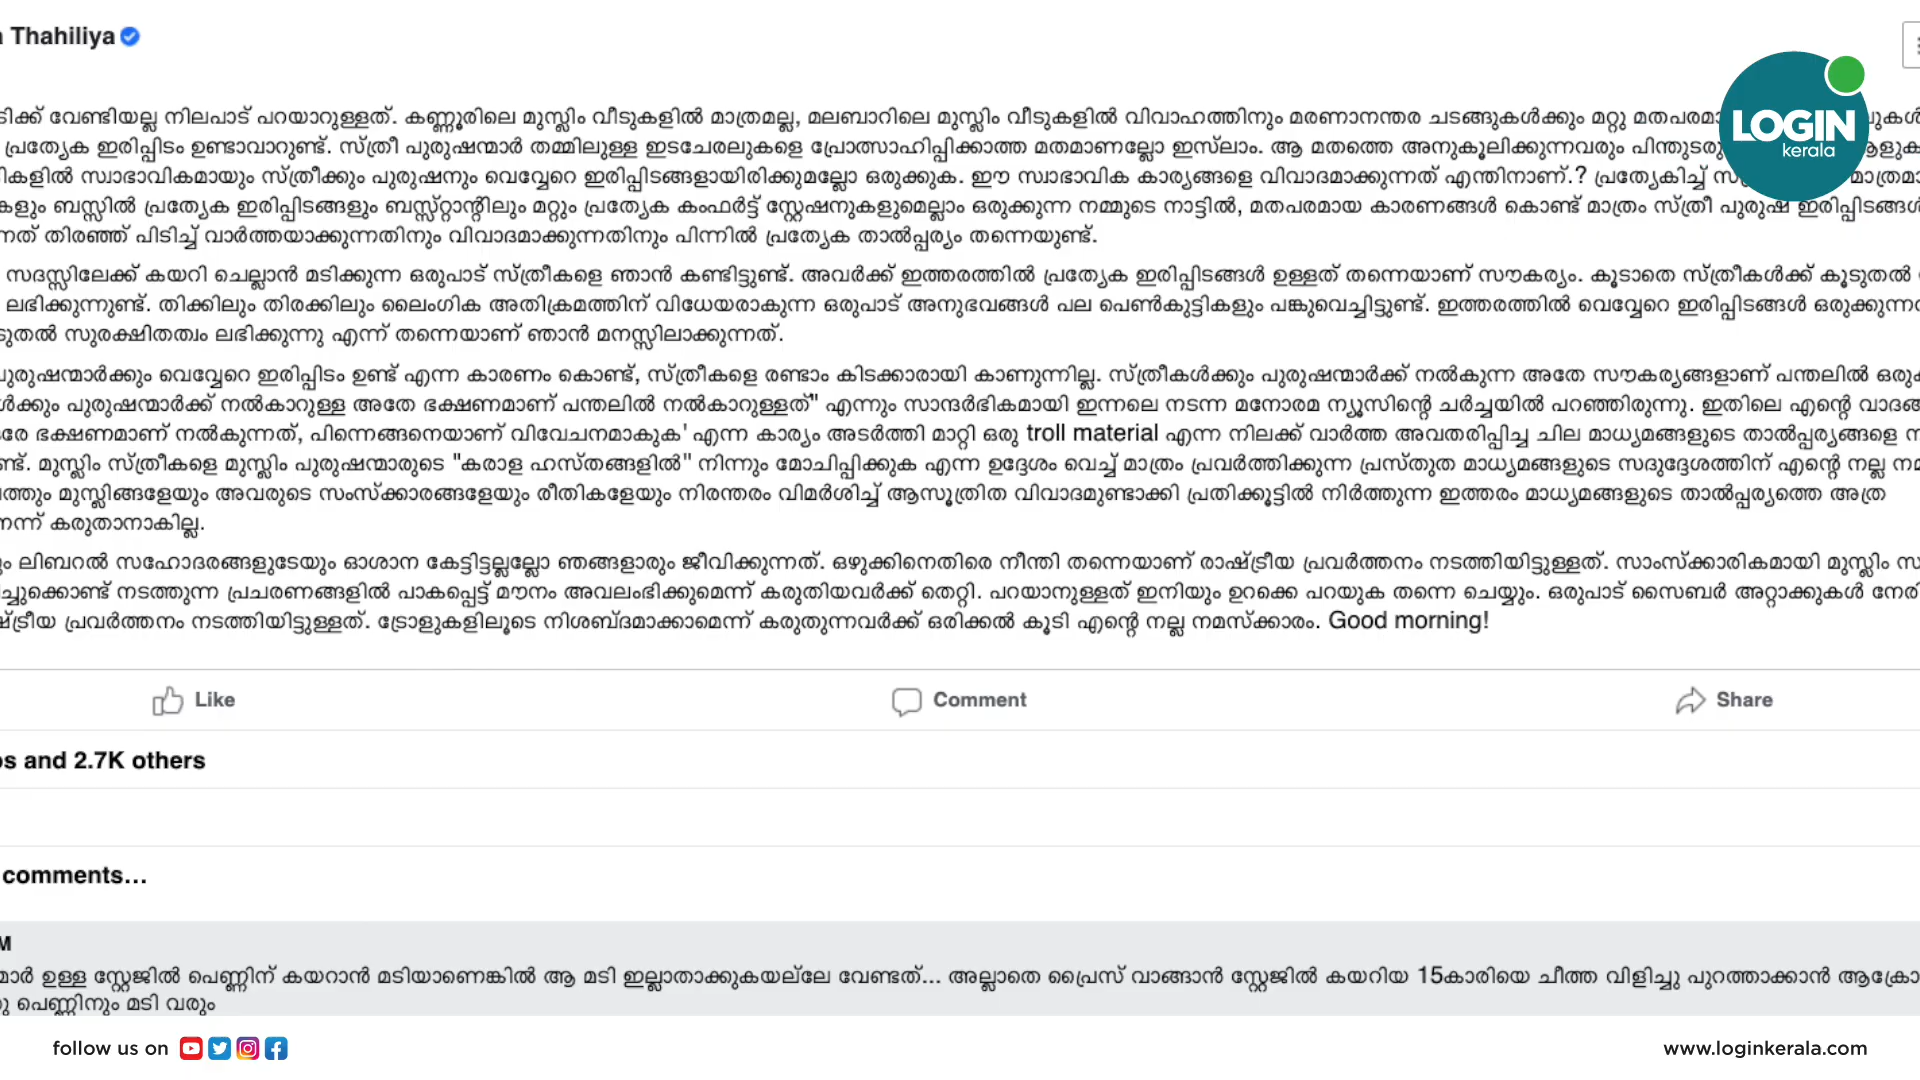 Thahiliya
വേണ്ടിയല്ല നിലപാട് പറയാറുള്ളത്. കണ്ണൂരിലെ മുസ്ലിം വീടുകളിൽ മാത്രമല്ല, മലബാറിലെ മുസ്ലിം വീടുകളിൽ വിവാഹത്തിനും മരണാനന്തര ചടങ്ങുകൾക്കും മറ്റു
പ്രത്യേക ഇരിപ്പിടം ഉണ്ടാവാറുണ്ട്. സ്ത്രീ പുരുഷന്മാർ തമ്മിലുള്ള ഇടചേരലുകളെ പ്രോത്സാഹിപ്പിക്കാത്ത മതമാണല്ലോ ഇസ്ലാം. ആ മതത്തെ അനുകൂലിക്കുന്നവരും
സ്വാഭാവികമായും സ്ത്രീക്കും പുരുഷനും വെവ്വേറെ ഇരിപ്പിടങ്ങളായിരിക്കുമല്ലോ ഒരുക്കുക. ഈ സ്വാഭാവിക കാര്യങ്ങളെ വിവാദമാക്കുന്നത് എന്തിനാണ്.? പ്രത്യേകിച്ച്
ബസ്സിൽ പ്രത്യേക ഇരിപ്പിടങ്ങളും ബസ്സ്റ്റാന്റിലും മറ്റും പ്രത്യേക കംഫർട്ട് സ്റ്റേഷനുകളുമെല്ലാം ഒരുക്കുന്ന നമ്മുടെ നാട്ടിൽ, മതപരമായ കാരണങ്ങൾ കൊണ്ട് മാത്രം സ്ത്രീ പുരുഷ ഇരിപ്പിടങ്ങൾ
തിരഞ്ഞ് പിടിച്ച് വാർത്തയാക്കുന്നതിനും വിവാദമാക്കുന്നതിനും പിന്നിൽ പ്രത്യേക താൽപ്പര്യം തന്നെയുണ്ട്.
സദസ്സിലേക്ക് കയറി ചെല്ലാൻ മടിക്കുന്ന ഒരുപാട് സ്ത്രീകളെ ഞാൻ കണ്ടിട്ടുണ്ട്. അവർക്ക് ഇത്തരത്തിൽ പ്രത്യേക ഇരിപ്പിടങ്ങൾ ഉള്ളത് തന്നെയാണ് സൗകര്യം. കൂടാതെ സ്ത്രീകൾക്ക് കൂടുതൽ
ലഭിക്കുന്നുണ്ട്. തിക്കിലും തിരക്കിലും ലൈംഗിക അതിക്രമത്തിന് വിധേയരാകുന്ന ഒരുപാട് അനുഭവങ്ങൾ പല പെൺകുട്ടികളും പങ്കുവെച്ചിട്ടുണ്ട്. ഇത്തരത്തിൽ വെവ്വേറെ ഇരിപ്പിടങ്ങൾ
സുരക്ഷിതത്വം ലഭിക്കുന്നു എന്ന് തന്നെയാണ് ഞാൻ മനസ്സിലാക്കുന്നത്.
പുരുഷന്മാർക്കും വെവ്വേറെ ഇരിപ്പിടം ഉണ്ട് എന്ന കാരണം കൊണ്ട്, സ്ത്രീകളെ രണ്ടാം കിടക്കാരായി കാണുന്നില്ല. സ്ത്രീകൾക്കും പുരുഷന്മാർക്ക് നൽകുന്ന അതേ സൗകര്യങ്ങളാണ് പന്തലിൽ
പുരുഷന്മാർക്ക് നൽകാറുള്ള അതേ ഭക്ഷണമാണ് പന്തലിൽ നൽകാറുള്ളത്" എന്നും സാന്ദർഭികമായി ഇന്നലെ നടന്ന മനോരമ ന്യൂസിന്റെ ചർച്ചയിൽ പറഞ്ഞിരുന്നു. ഇതിലെ എന്റെ
ഭക്ഷണമാണ് നൽകുന്നത്, പിന്നെങ്ങനെയാണ് വിവേചനമാകുക' എന്ന കാര്യം അടർത്തി മാറ്റി ഒരു troll material എന്ന നിലക്ക് വാർത്ത അവതരിപ്പിച്ച ചില മാധ്യമങ്ങളുടെ താൽപ്പര്യങ്ങളെ
മുസ്ലിം സ്ത്രീകളെ മുസ്ലിം പുരുഷന്മാരുടെ "കരാള ഹസ്തങ്ങളിൽ" നിന്നും മോചിപ്പിക്കുക എന്ന ഉദ്ദേശം വെച്ച് മാത്രം പ്രവർത്തിക്കുന്ന പ്രസ്തുത മാധ്യമങ്ങളുടെ സദുദ്ദേശത്തിന് എന്റെ നല്ല
മുസ്ലിങ്ങളേയും അവരുടെ സംസ്ക്കാരങ്ങളേയും രീതികളേയും നിരന്തരം വിമർശിച്ച് ആസൂത്രിത വിവാദമുണ്ടാക്കി പ്രതിക്കൂട്ടിൽ നിർത്തുന്ന ഇത്തരം മാധ്യമങ്ങളുടെ താൽപ്പര്യത്തെ അത്ര
കരുതാനാകില്ല.
ലിബറൽ സഹോദരങ്ങളുടേയും ഓശാന കേട്ടിട്ടല്ലല്ലോ ഞങ്ങളാരും ജീവിക്കുന്നത്. ഒഴുക്കിനെതിരെ നീന്തി തന്നെയാണ് രാഷ്ട്രീയ പ്രവർത്തനം നടത്തിയിട്ടുള്ളത്. സാംസ്ക്കാരികമായി മുസ്ലിം
നടത്തുന്ന പ്രചരണങ്ങളിൽ പാകപ്പെട്ട് മൗനം അവലംഭിക്കുമെന്ന് കരുതിയവർക്ക് തെറ്റി. പറയാനുള്ളത് ഇനിയും ഉറക്കെ പറയുക തന്നെ ചെയ്യും. ഒരുപാട് സൈബർ അറ്റാക്കുകൾ
പ്രവർത്തനം നടത്തിയിട്ടുള്ളത്. ട്രോളുകളിലൂടെ നിശബ്ദമാക്കാമെന്ന് കരുതുന്നവർക്ക് ഒരിക്കൽ കൂടി എന്റെ നല്ല നമസ്ക്കാരം. Good morning!
Like Comment Share
and 2.7K others
comments...
M
ഉള്ള സ്റ്റേജിൽ പെണ്ണിന് കയറാൻ മടിയാണെങ്കിൽ ആ മടി ഇല്ലാതാക്കുകയല്ലേ വേണ്ടത്... അല്ലാതെ പ്രൈസ് വാങ്ങാൻ സ്റ്റേജിൽ കയറിയ 15കാരിയെ ചീത്ത വിളിച്ചു പുറത്താക്കാൻ
പെണ്ണിനും മടി വരും
LOGIN
kerala
follow us on
www.loginkerala.com